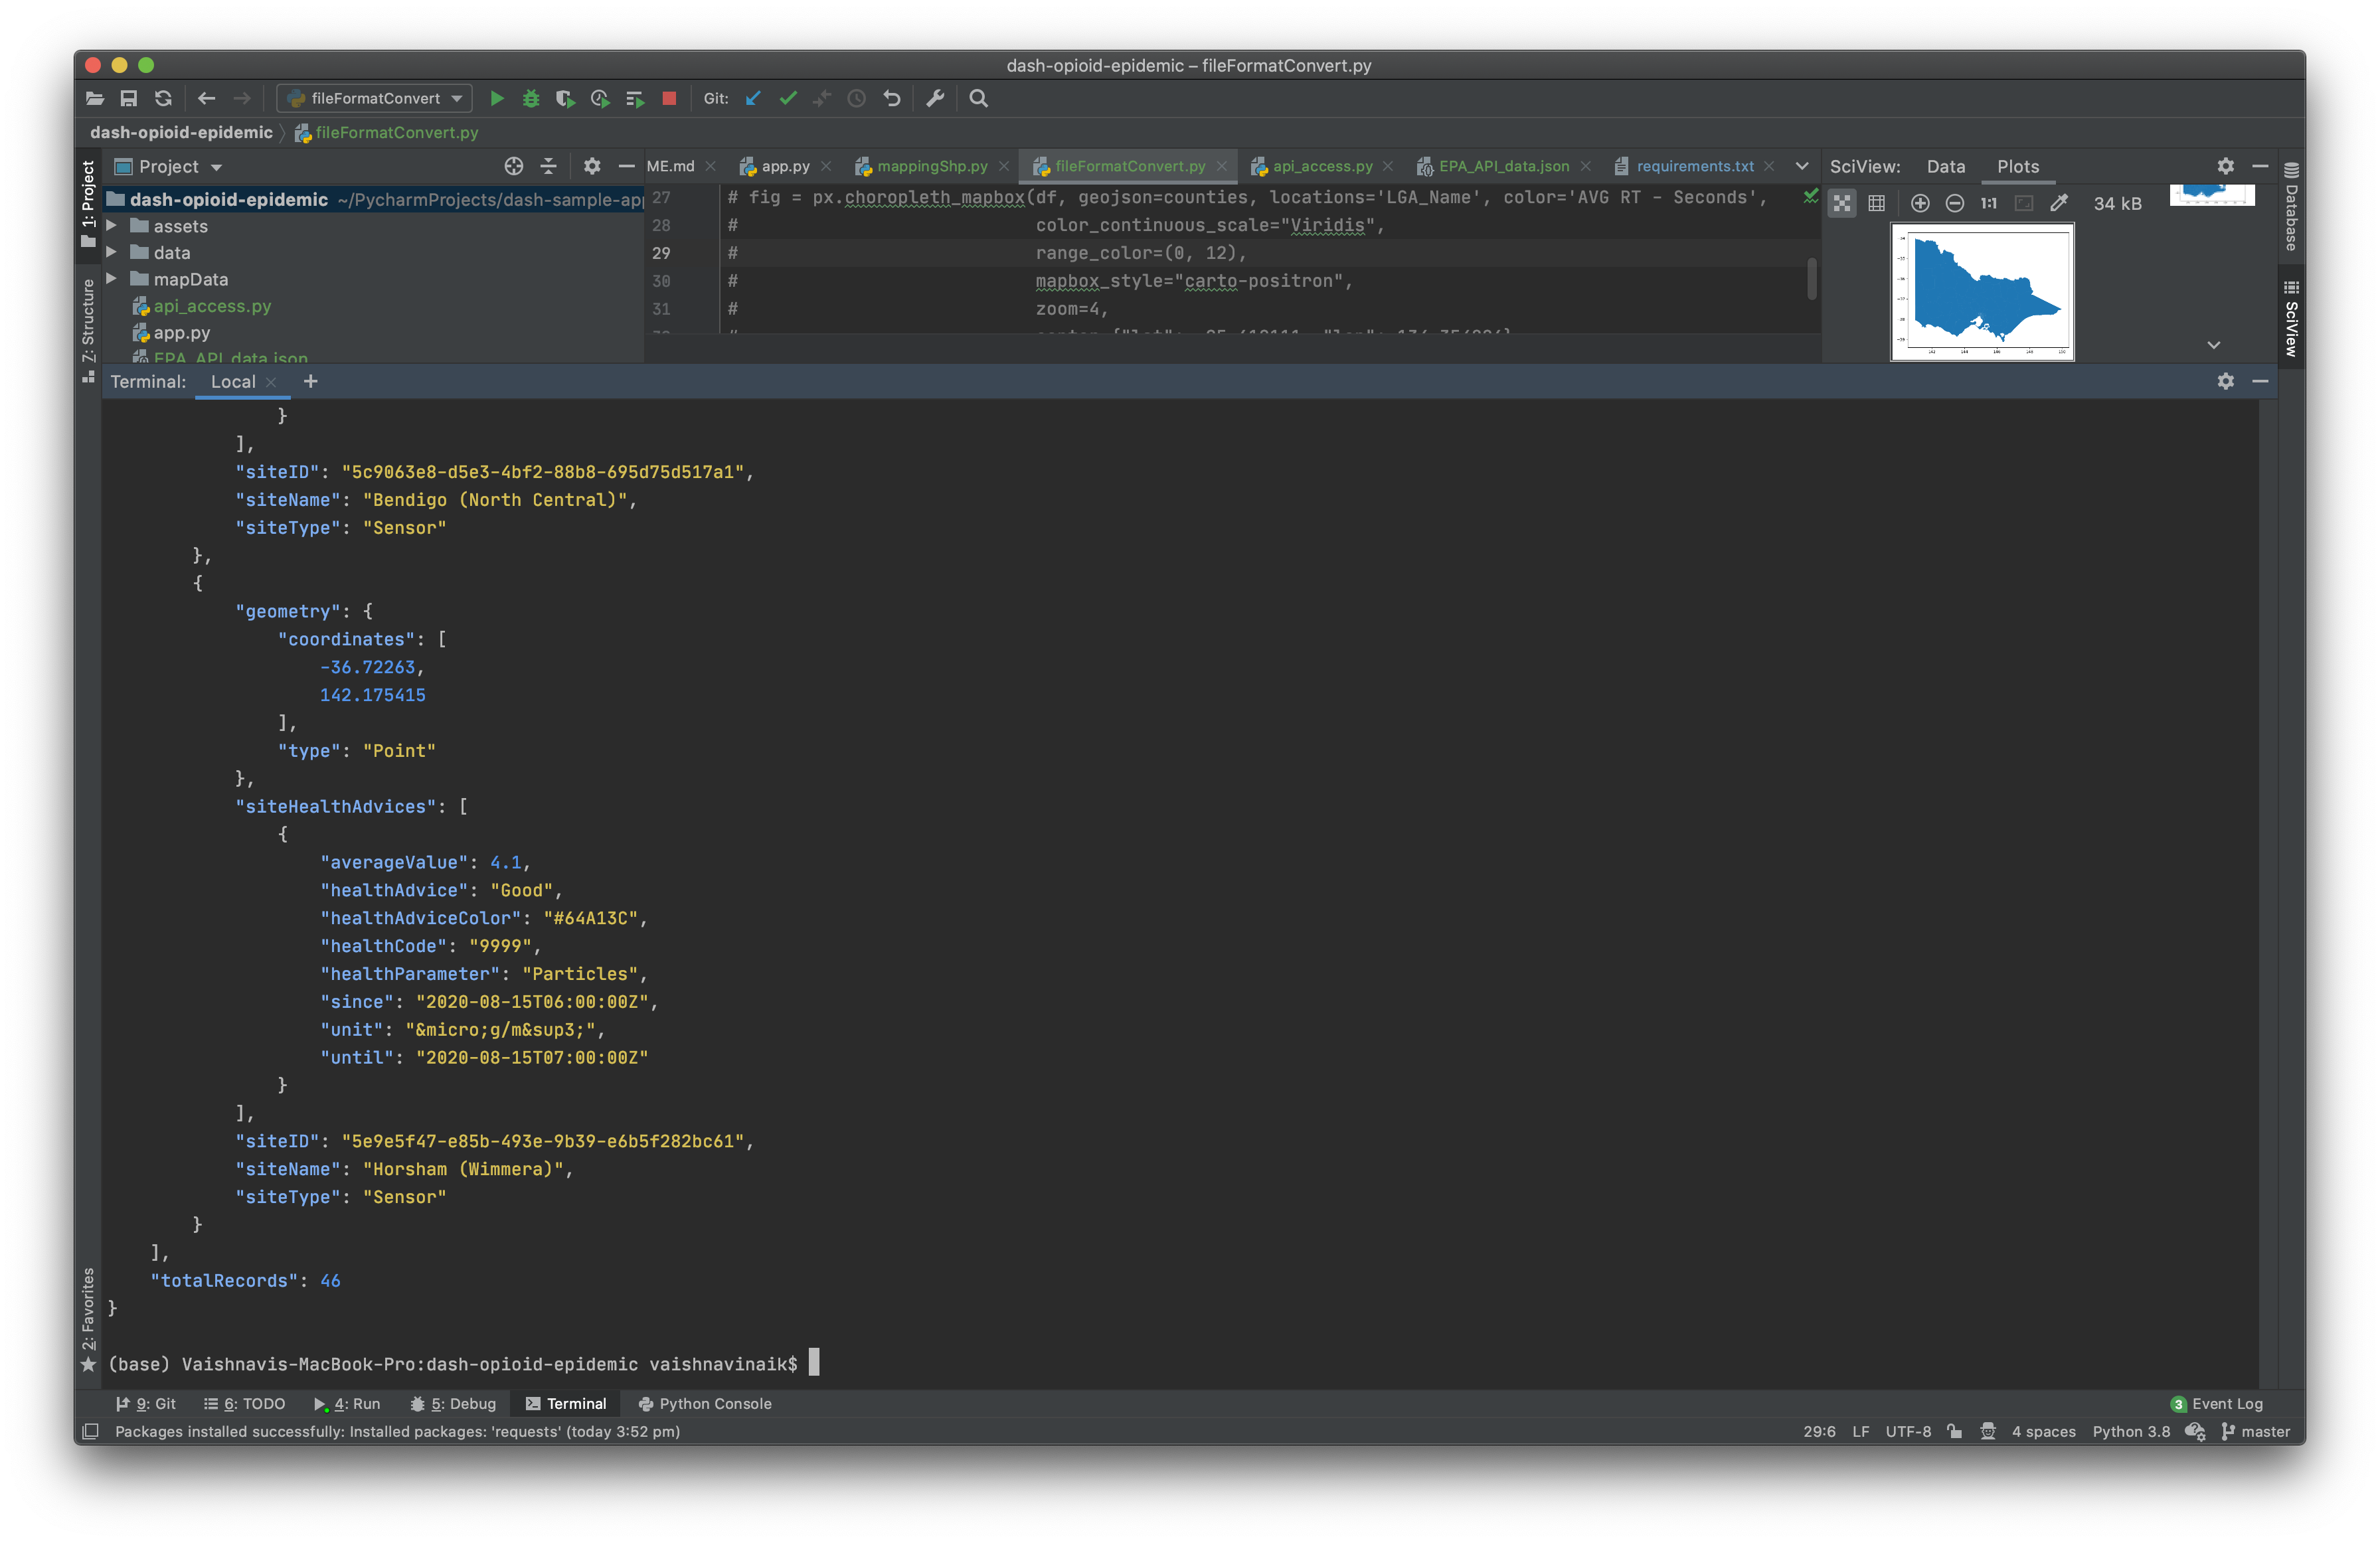 dash-opioid-epidemic – fileFormatConvert.py
fileFormatConvert
Git:
dash-opioid-epidemic
fileFormatConvert.py
1: Project
Project
ME.md
app.py
mappingShp.py
fileFormatConvert.py
api_access.py
EPA_API_data.json
requirements.txt
SciView:
Data
Plots
dash-opioid-epidemic ~/PycharmProjects/dash-sample-app
assets
data
mapData
api_access.py
app.py
EPA_API_data.json
27 # fig = px.choropleth_mapbox(df, geojson=counties, locations='LGA_Name', color='AVG RT - Seconds',
28 # color_continuous_scale="Viridis",
29 # range_color=(0, 12),
30 # mapbox_style="carto-positron",
31 # zoom=4,
1:1
34 kB
Database
SciView
Z: Structure
Terminal:
Local
}
],
"siteID": "5c9063e8-d5e3-4bf2-88b8-695d75d517a1",
"siteName": "Bendigo (North Central)",
"siteType": "Sensor"
},
{
"geometry": {
"coordinates": [
-36.72263,
142.175415
],
"type": "Point"
},
"siteHealthAdvices": [
{
"averageValue": 4.1,
"healthAdvice": "Good",
"healthAdviceColor": "#64A13C",
"healthCode": "9999",
"healthParameter": "Particles",
"since": "2020-08-15T06:00:00Z",
"unit": "&micro;g/m&sup3;",
"until": "2020-08-15T07:00:00Z"
}
],
"siteID": "5e9e5f47-e85b-493e-9b39-e6b5f282bc61",
"siteName": "Horsham (Wimmera)",
"siteType": "Sensor"
}
],
"totalRecords": 46
}
2: Favorites
(base) Vaishnavis-MacBook-Pro:dash-opioid-epidemic vaishnavinaik$
9: Git
6: TODO
4: Run
5: Debug
Terminal
Python Console
3 Event Log
Packages installed successfully: Installed packages: 'requests' (today 3:52 pm)
29:6
LF
UTF-8
4 spaces
Python 3.8
master